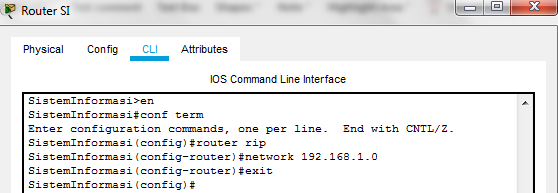 Router SI
Physical Config CLI Attributes
IOS Command Line Interface
SistemInformasi>en
SistemInformasi#conf term
Enter configuration commands, one per line.  End with CNTL/Z.
SistemInformasi(config)#router rip
SistemInformasi(config-router)#network 192.168.1.0
SistemInformasi(config-router)#exit
SistemInformasi(config)#